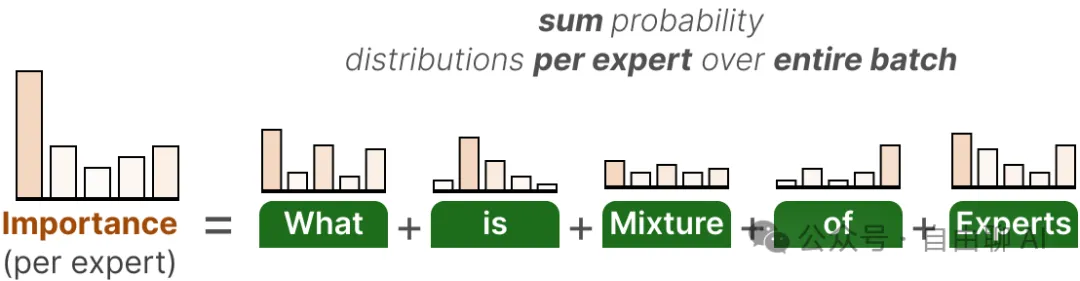 sum probability
distributions per expert over entire batch
Importance = What + is + Mixture + of + Experts
(per expert)
公众号 · 自由聊 AI